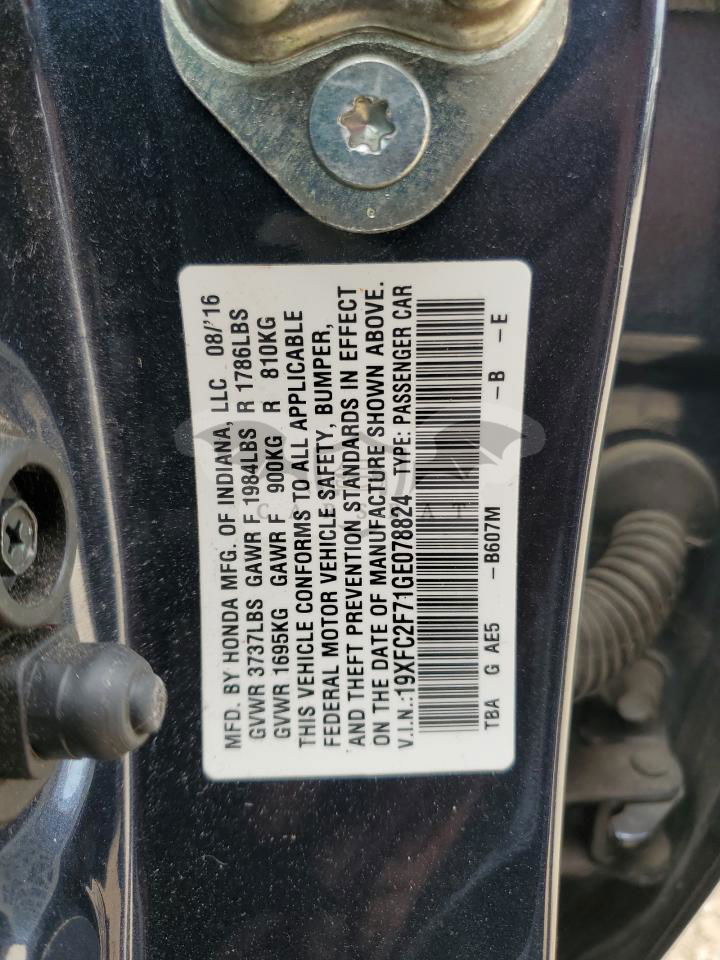 MFD. BY HONDA MFG. OF INDIANA, LLC 08/'16
GVWR 3737LBS GAWR F 1984LBS R 1786LBS
GVWR 1695KG GAWR F 900KG R 810KG
THIS VEHICLE CONFORMS TO ALL APPLICABLE
FEDERAL MOTOR VEHICLE SAFETY, BUMPER,
AND THEFT PREVENTION STANDARDS IN EFFECT
ON THE DATE OF MANUFACTURE SHOWN ABOVE.
V.I.N.:19XFC2F71GE078824 TYPE: PASSENGER CAR
TBA G AE5 -B607M -B -E